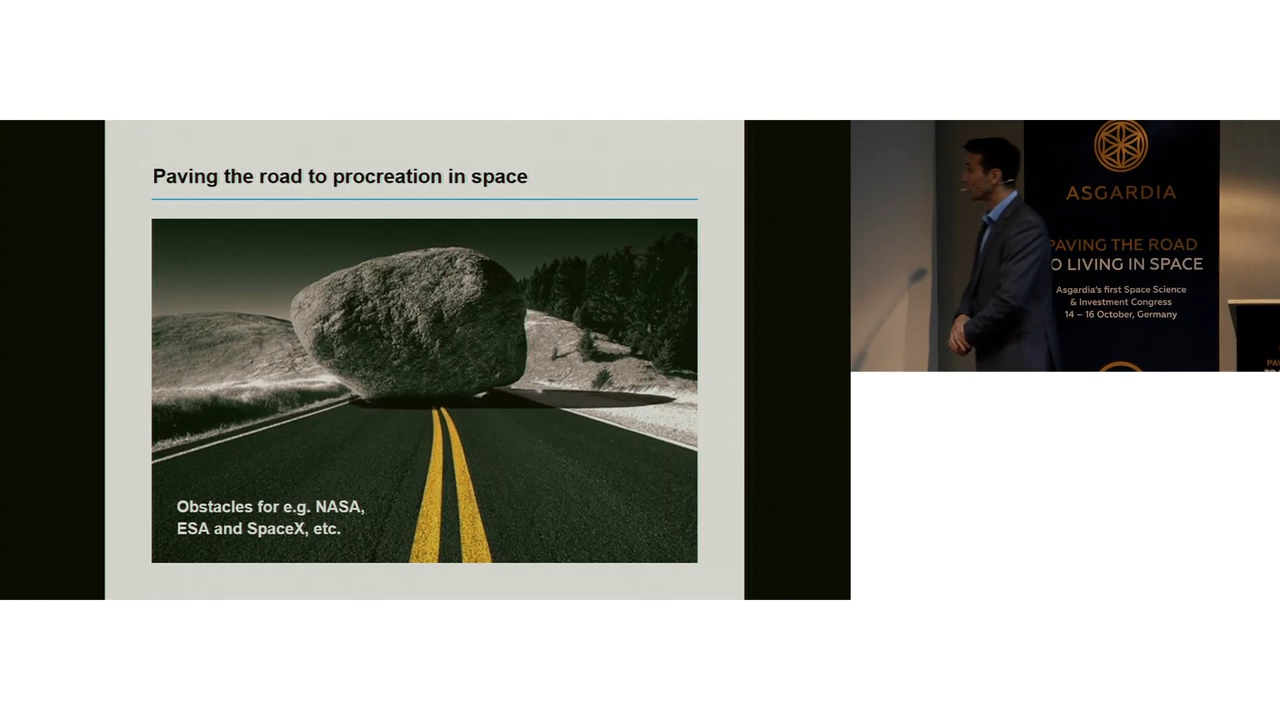 Paving the road to procreation in space
Obstacles for e.g. NASA,
ESA and SpaceX, etc.
ASGARDIA
PAVING THE ROAD
O LIVING IN SPACE
Asgardia's first Space Science
& Investment Congress
14 – 16 October, Germany